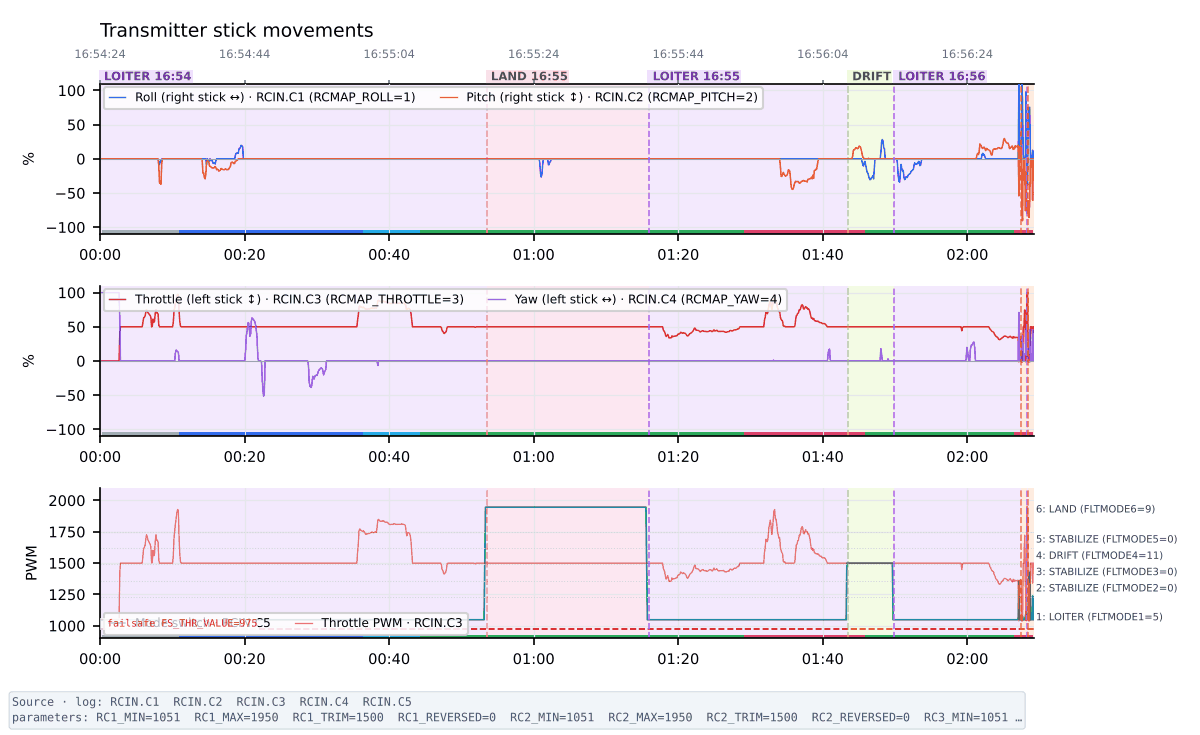 Transmitter stick movements
16:54:24 16:54:44 16:55:04 16:55:24 16:55:44 16:56:04 16:56:24
LOITER 16:54 LAND 16:55 LOITER 16:55 DRIFT LOITER 16:56
Roll (right stick ↔) · RCIN.C1 (RCMAP_ROLL=1) Pitch (right stick ↕) · RCIN.C2 (RCMAP_PITCH=2)
100
50
0
−50
−100
%
00:00 00:20 00:40 01:00 01:20 01:40 02:00
Throttle (left stick ↕) · RCIN.C3 (RCMAP_THROTTLE=3) Yaw (left stick ↔) · RCIN.C4 (RCMAP_YAW=4)
100
50
0
−50
−100
%
00:00 00:20 00:40 01:00 01:20 01:40 02:00
2000
1750
1500
1250
1000
PWM
6: LAND (FLTMODE6=9)
5: STABILIZE (FLTMODE5=0)
4: DRIFT (FLTMODE4=11)
3: STABILIZE (FLTMODE3=0)
2: STABILIZE (FLTMODE2=0)
1: LOITER (FLTMODE1=5)
failsafe FS_THR_VALUE=975 C5 Throttle PWM · RCIN.C3
00:00 00:20 00:40 01:00 01:20 01:40 02:00
Source · log: RCIN.C1 RCIN.C2 RCIN.C3 RCIN.C4 RCIN.C5
parameters: RC1_MIN=1051 RC1_MAX=1950 RC1_TRIM=1500 RC1_REVERSED=0 RC2_MIN=1051 RC2_MAX=1950 RC2_TRIM=1500 RC2_REVERSED=0 RC3_MIN=1051 …